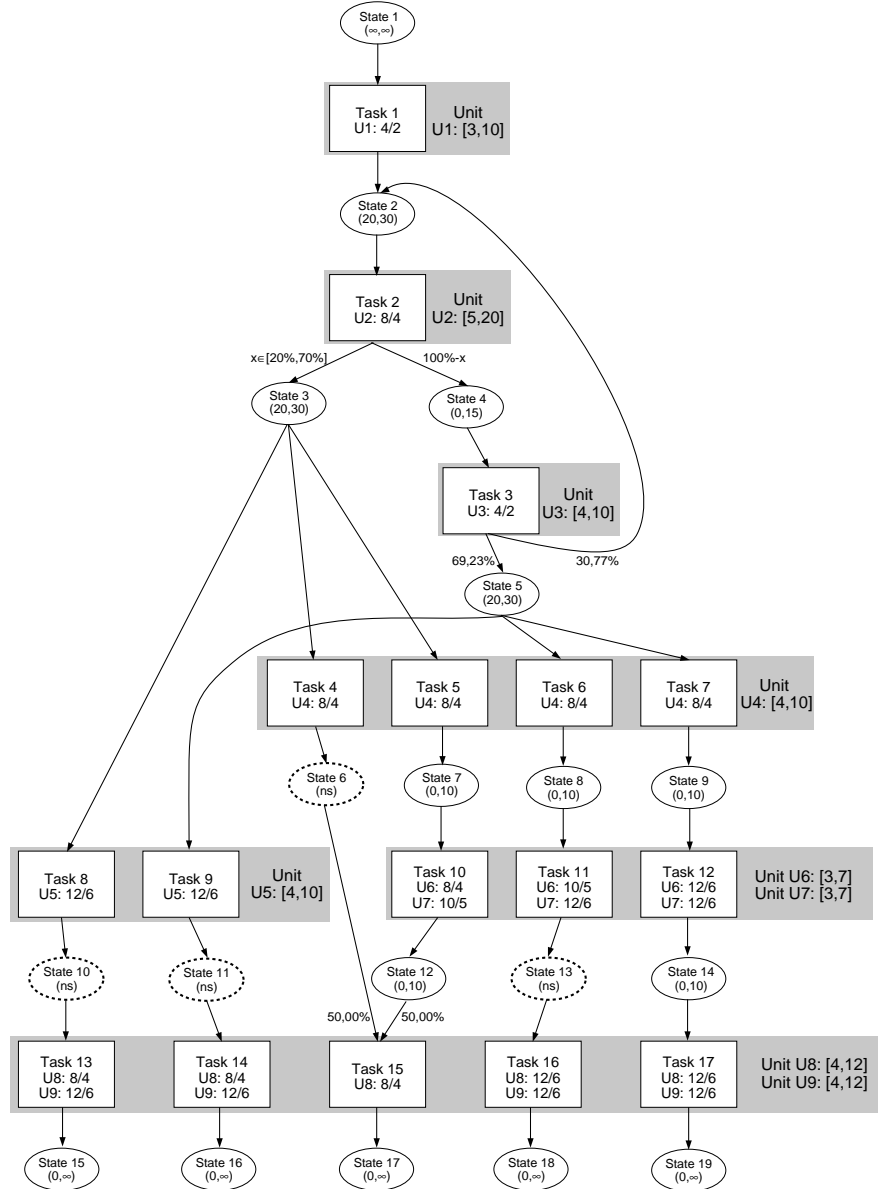 State 1
(∞,∞)
Task 1
U1: 4/2
Unit
U1: [3,10]
State 2
(20,30)
Task 2
U2: 8/4
Unit
U2: [5,20]
x∈[20%,70%]
100%-x
State 3
(20,30)
State 4
(0,15)
Task 3
U3: 4/2
Unit
U3: [4,10]
69,23%
30,77%
State 5
(20,30)
Task 4
U4: 8/4
Task 5
U4: 8/4
Task 6
U4: 8/4
Task 7
U4: 8/4
Unit
U4: [4,10]
State 6
(ns)
State 7
(0,10)
State 8
(0,10)
State 9
(0,10)
Task 8
U5: 12/6
Task 9
U5: 12/6
Unit
U5: [4,10]
Task 10
U6: 8/4
U7: 10/5
Task 11
U6: 10/5
U7: 12/6
Task 12
U6: 12/6
U7: 12/6
Unit U6: [3,7]
Unit U7: [3,7]
State 10
(ns)
State 11
(ns)
State 12
(0,10)
State 13
(ns)
State 14
(0,10)
50,00%
50,00%
Task 13
U8: 8/4
U9: 12/6
Task 14
U8: 8/4
U9: 12/6
Task 15
U8: 8/4
Task 16
U8: 12/6
U9: 12/6
Task 17
U8: 12/6
U9: 12/6
Unit U8: [4,12]
Unit U9: [4,12]
State 15
(0,∞)
State 16
(0,∞)
State 17
(0,∞)
State 18
(0,∞)
State 19
(0,∞)